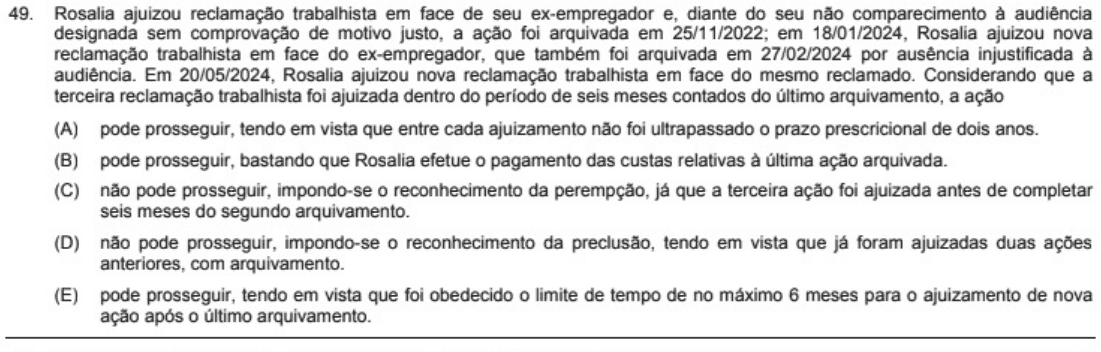 49. Rosalia ajuizou reclamação trabalhista em face de seu ex-empregador e, diante do seu não comparecimento à audiência
designada sem comprovação de motivo justo, a ação foi arquivada em 25/11/2022; em 18/01/2024, Rosalia ajuizou nova
reclamação trabalhista em face do ex-empregador, que também foi arquivada em 27/02/2024 por ausência injustificada à
audiência. Em 20/05/2024, Rosalia ajuizou nova reclamação trabalhista em face do mesmo reclamado. Considerando que a
terceira reclamação trabalhista foi ajuizada dentro do período de seis meses contados do último arquivamento, a ação
(A) pode prosseguir, tendo em vista que entre cada ajuizamento não foi ultrapassado o prazo prescricional de dois anos.
(B) pode prosseguir, bastando que Rosalia efetue o pagamento das custas relativas à última ação arquivada.
(C) não pode prosseguir, impondo-se o reconhecimento da perempção, já que a terceira ação foi ajuizada antes de completar
seis meses do segundo arquivamento.
(D) não pode prosseguir, impondo-se o reconhecimento da preclusão, tendo em vista que já foram ajuizadas duas ações
anteriores, com arquivamento.
(E) pode prosseguir, tendo em vista que foi obedecido o limite de tempo de no máximo 6 meses para o ajuizamento de nova
ação após o último arquivamento.